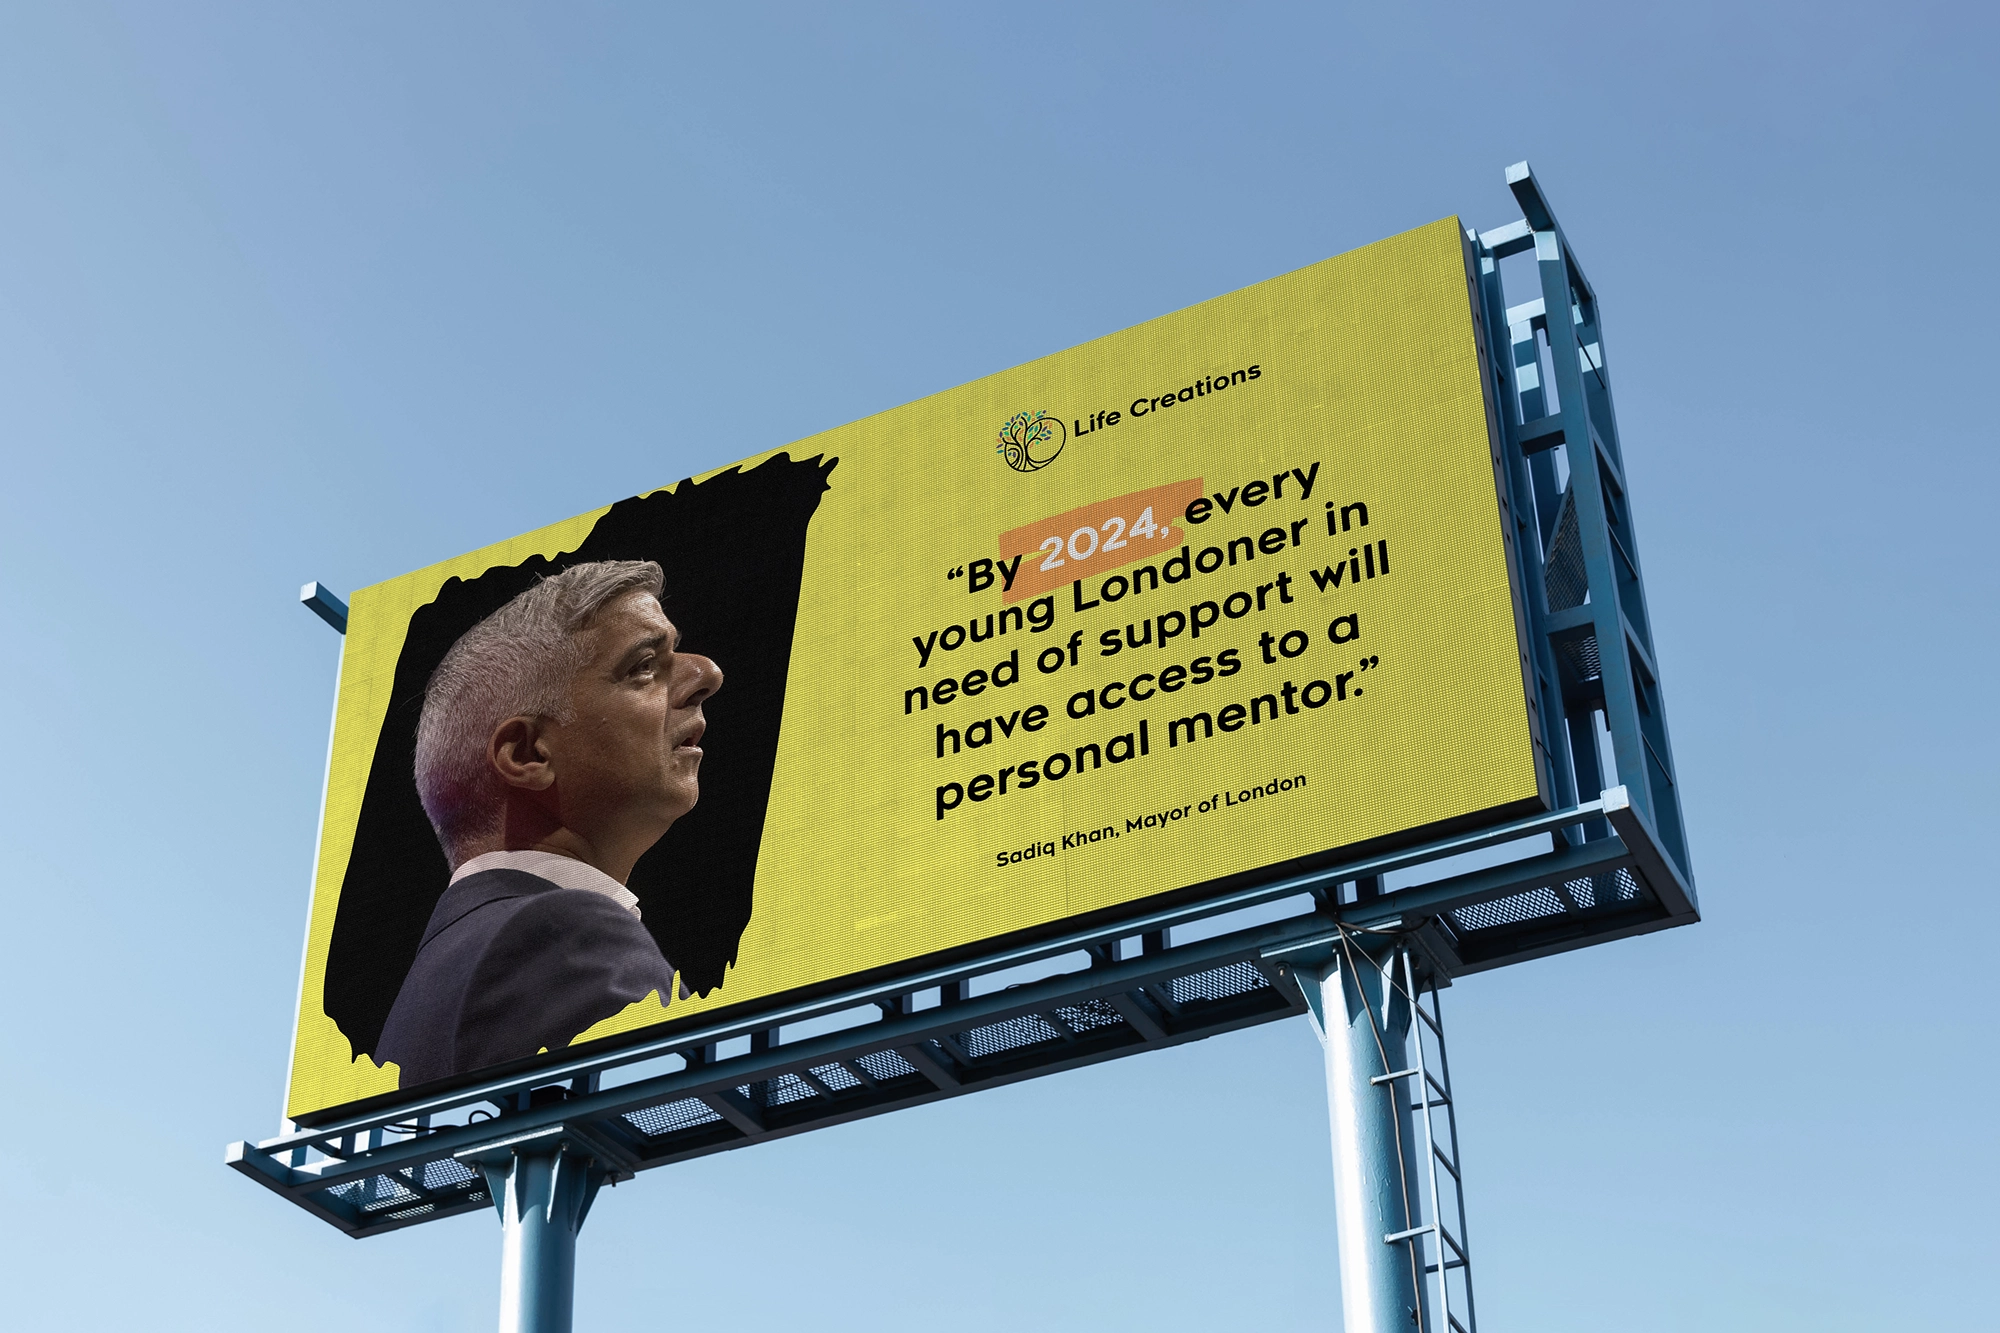 Life Creations
“By 2024, every
young Londoner in
need of support will
have access to a
personal mentor.”
Sadiq Khan, Mayor of London